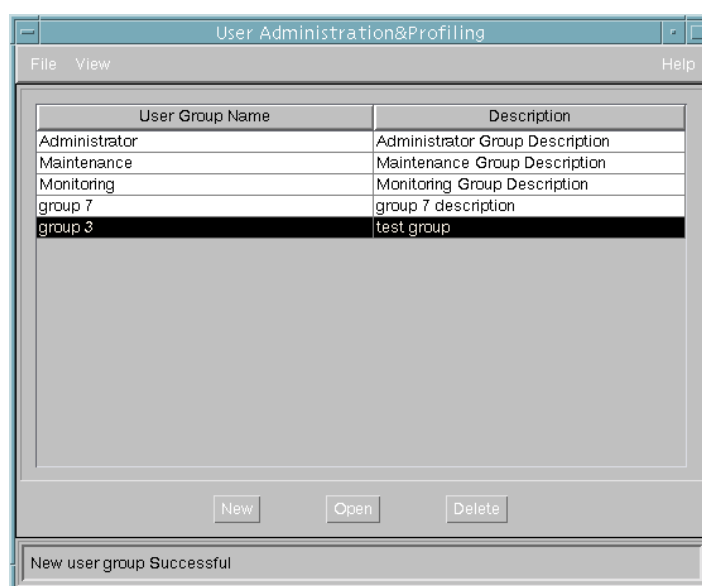 User Administration&Profiling
File View Help
User Group Name Description
Administrator Administrator Group Description
Maintenance Maintenance Group Description
Monitoring Monitoring Group Description
group 7 group 7 description
group 3 test group
New Open Delete
New user group Successful